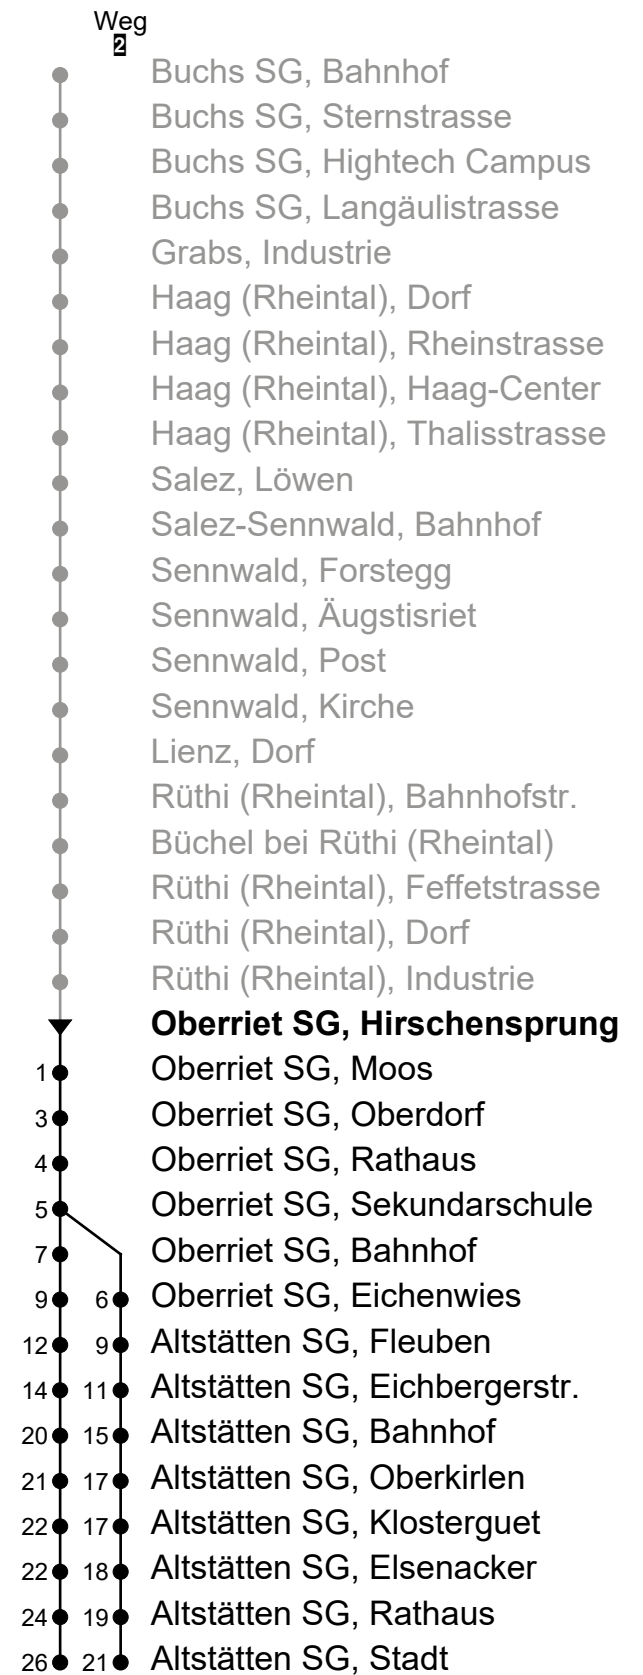 Weg
2
Buchs SG, Bahnhof
Buchs SG, Sternstrasse
Buchs SG, Hightech Campus
Buchs SG, Langäulistrasse
Grabs, Industrie
Haag (Rheintal), Dorf
Haag (Rheintal), Rheinstrasse
Haag (Rheintal), Haag-Center
Haag (Rheintal), Thalisstrasse
Salez, Löwen
Salez-Sennwald, Bahnhof
Sennwald, Forstegg
Sennwald, Äugstisriet
Sennwald, Post
Sennwald, Kirche
Lienz, Dorf
Rüthi (Rheintal), Bahnhofstr.
Büchel bei Rüthi (Rheintal)
Rüthi (Rheintal), Feffetstrasse
Rüthi (Rheintal), Dorf
Rüthi (Rheintal), Industrie
Oberriet SG, Hirschensprung
1 Oberriet SG, Moos
3 Oberriet SG, Oberdorf
4 Oberriet SG, Rathaus
5 Oberriet SG, Sekundarschule
7 Oberriet SG, Bahnhof
9 6 Oberriet SG, Eichenwies
12 9 Altstätten SG, Fleuben
14 11 Altstätten SG, Eichbergerstr.
20 15 Altstätten SG, Bahnhof
21 17 Altstätten SG, Oberkirlen
22 17 Altstätten SG, Klosterguet
22 18 Altstätten SG, Elsenacker
24 19 Altstätten SG, Rathaus
26 21 Altstätten SG, Stadt